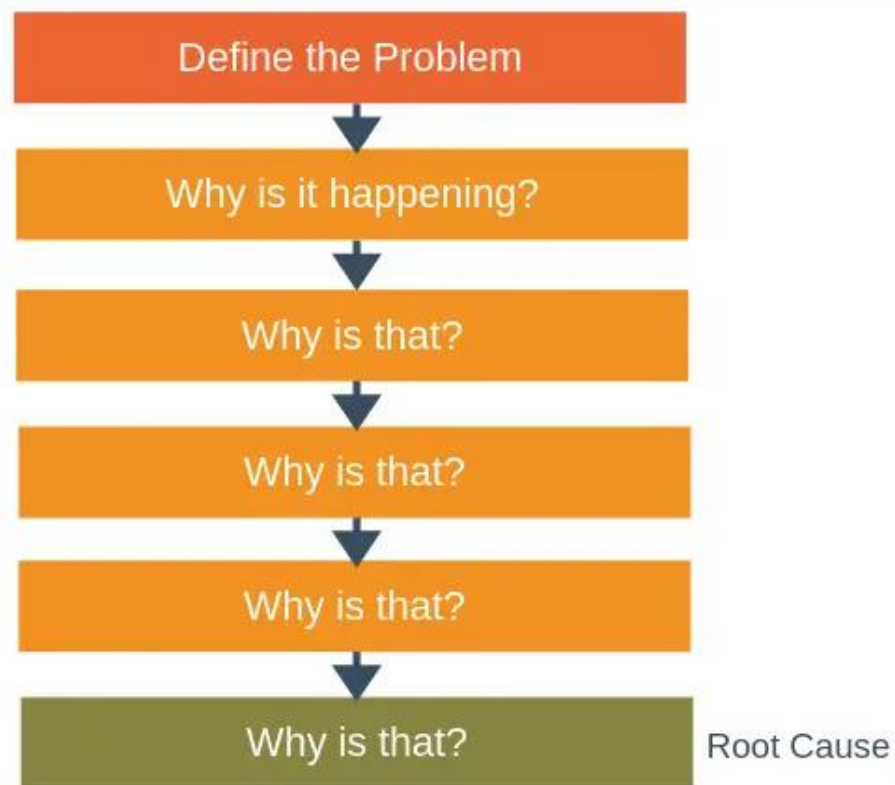 Define the Problem
Why is it happening?
Why is that?
Why is that?
Why is that?
Why is that?
Root Cause